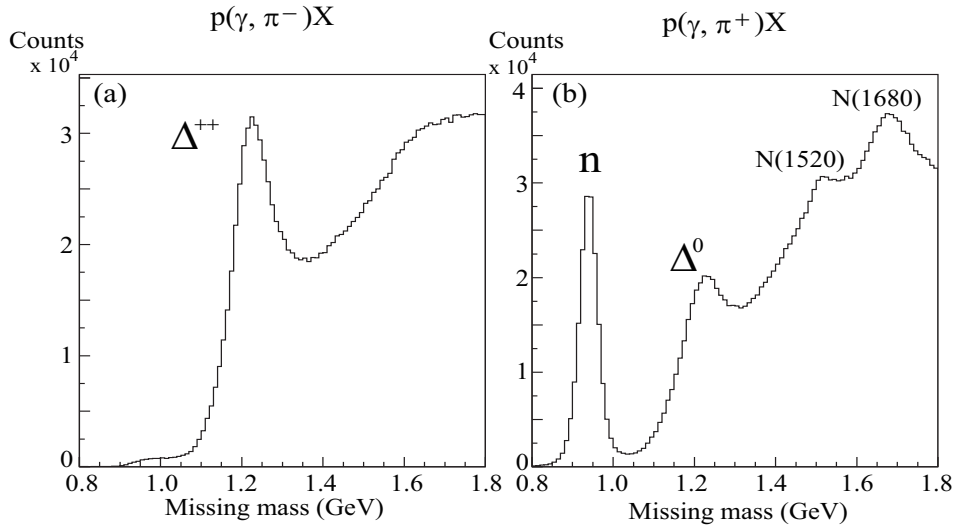 p(γ, π⁻)X
Counts
x 10⁴
(a)
Δ⁺⁺
3
2
1
0
0.8 1.0 1.2 1.4 1.6 1.8
Missing mass (GeV)
p(γ, π⁺)X
Counts
x 10⁴
(b)
N(1680)
N(1520)
n
Δ⁰
4
3
2
1
0
0.8 1.0 1.2 1.4 1.6 1.8
Missing mass (GeV)